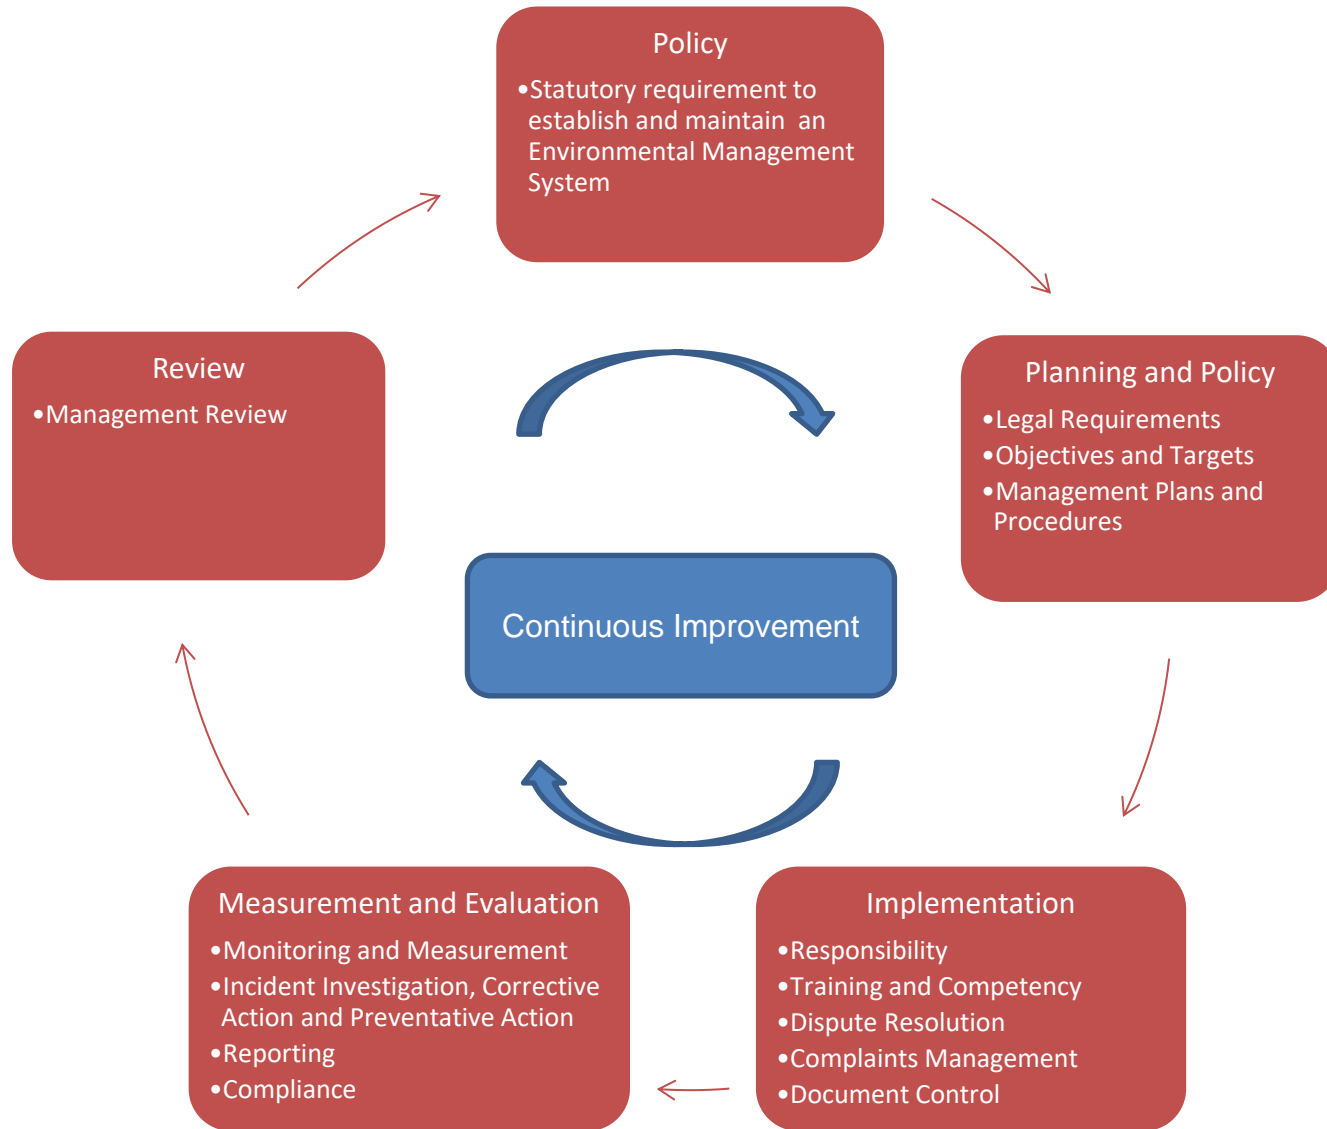 Policy
•Statutory requirement to
establish and maintain  an
Environmental Management
System
Review
•Management Review
Planning and Policy
•Legal Requirements
•Objectives and Targets
•Management Plans and
Procedures
Continuous Improvement
Measurement and Evaluation
•Monitoring and Measurement
•Incident Investigation, Corrective
Action and Preventative Action
•Reporting
•Compliance
Implementation
•Responsibility
•Training and Competency
•Dispute Resolution
•Complaints Management
•Document Control